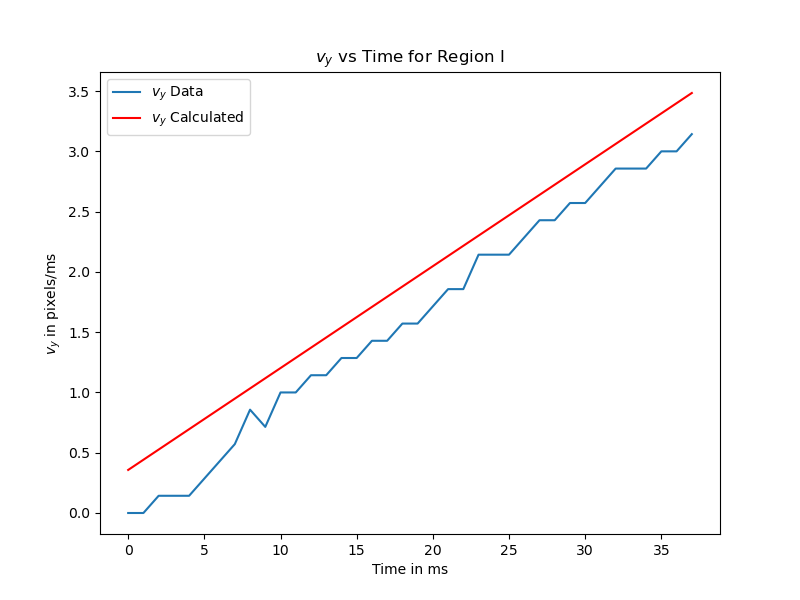 v_y vs Time for Region I
v_y Data
v_y Calculated
3.5
3.0
2.5
2.0
1.5
1.0
0.5
0.0
v_y in pixels/ms
0 5 10 15 20 25 30 35
Time in ms